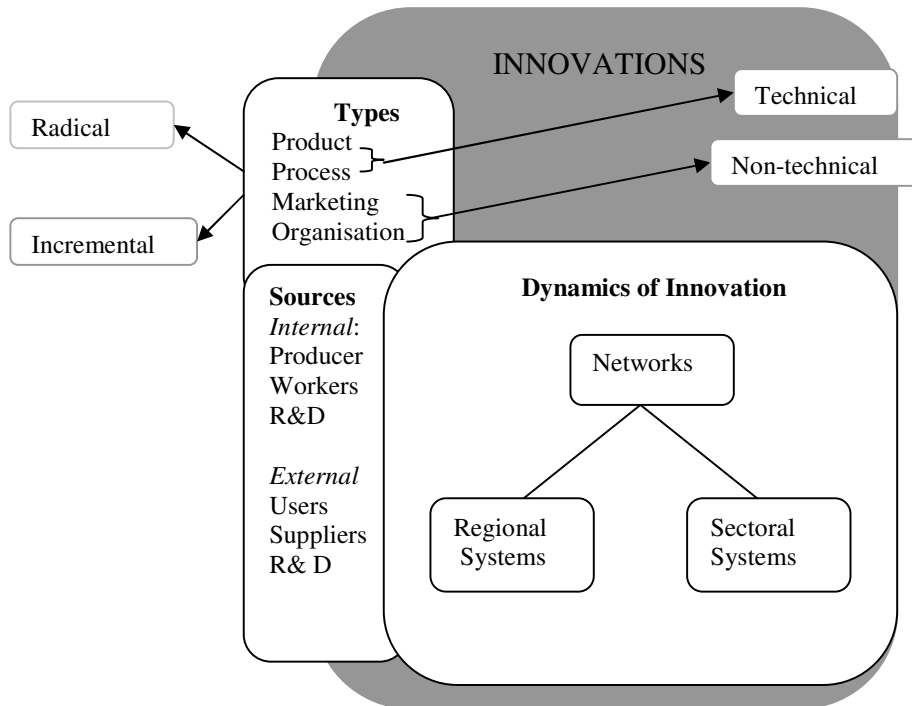 INNOVATIONS
Types
Product
Process
Marketing
Organisation
Technical
Non-technical
Radical
Incremental
Sources
Internal:
Producer
Workers
R&D
External
Users
Suppliers
R& D
Dynamics of Innovation
Networks
Regional
Systems
Sectoral
Systems